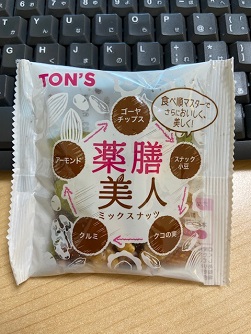 TON'S
食べ順マスターで
さらにおいしく、
美しく!
ゴーヤ
チップス
アーモンド
スナック
小豆
薬膳
美人
ミックスナッツ
クルミ
クコの実